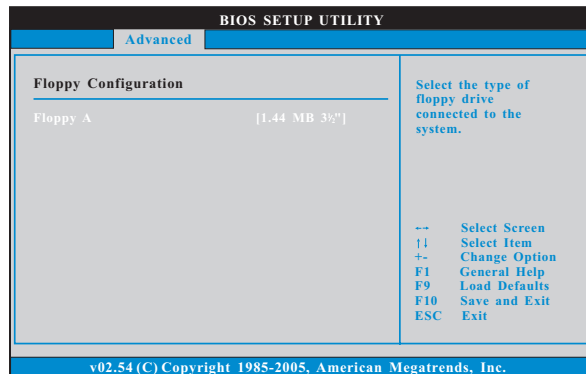 BIOS SETUP UTILITY
Advanced
Floppy Configuration
Floppy A [1.44 MB 3½"]
Select the type of
floppy drive
connected to the
system.
←→ Select Screen
↑↓ Select Item
+- Change Option
F1 General Help
F9 Load Defaults
F10 Save and Exit
ESC Exit
v02.54 (C) Copyright 1985-2005, American Megatrends, Inc.